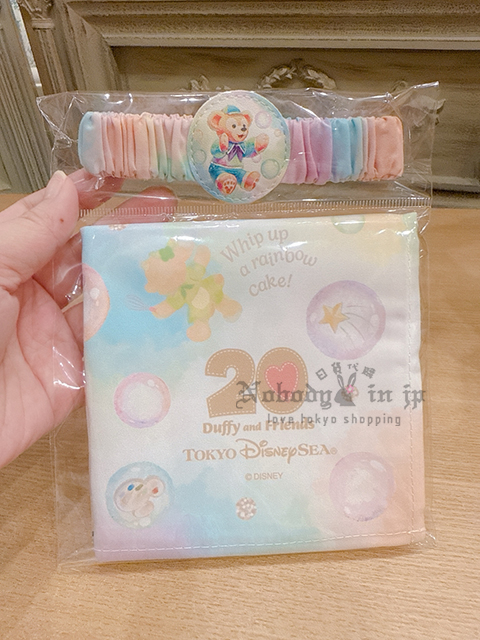 Whip up
a rainbow
cake!
20
日貨代購
Nobody in jp
love tokyo shopping
Duffy and Friends
TOKYO DISNEYSEA®
© DISNEY